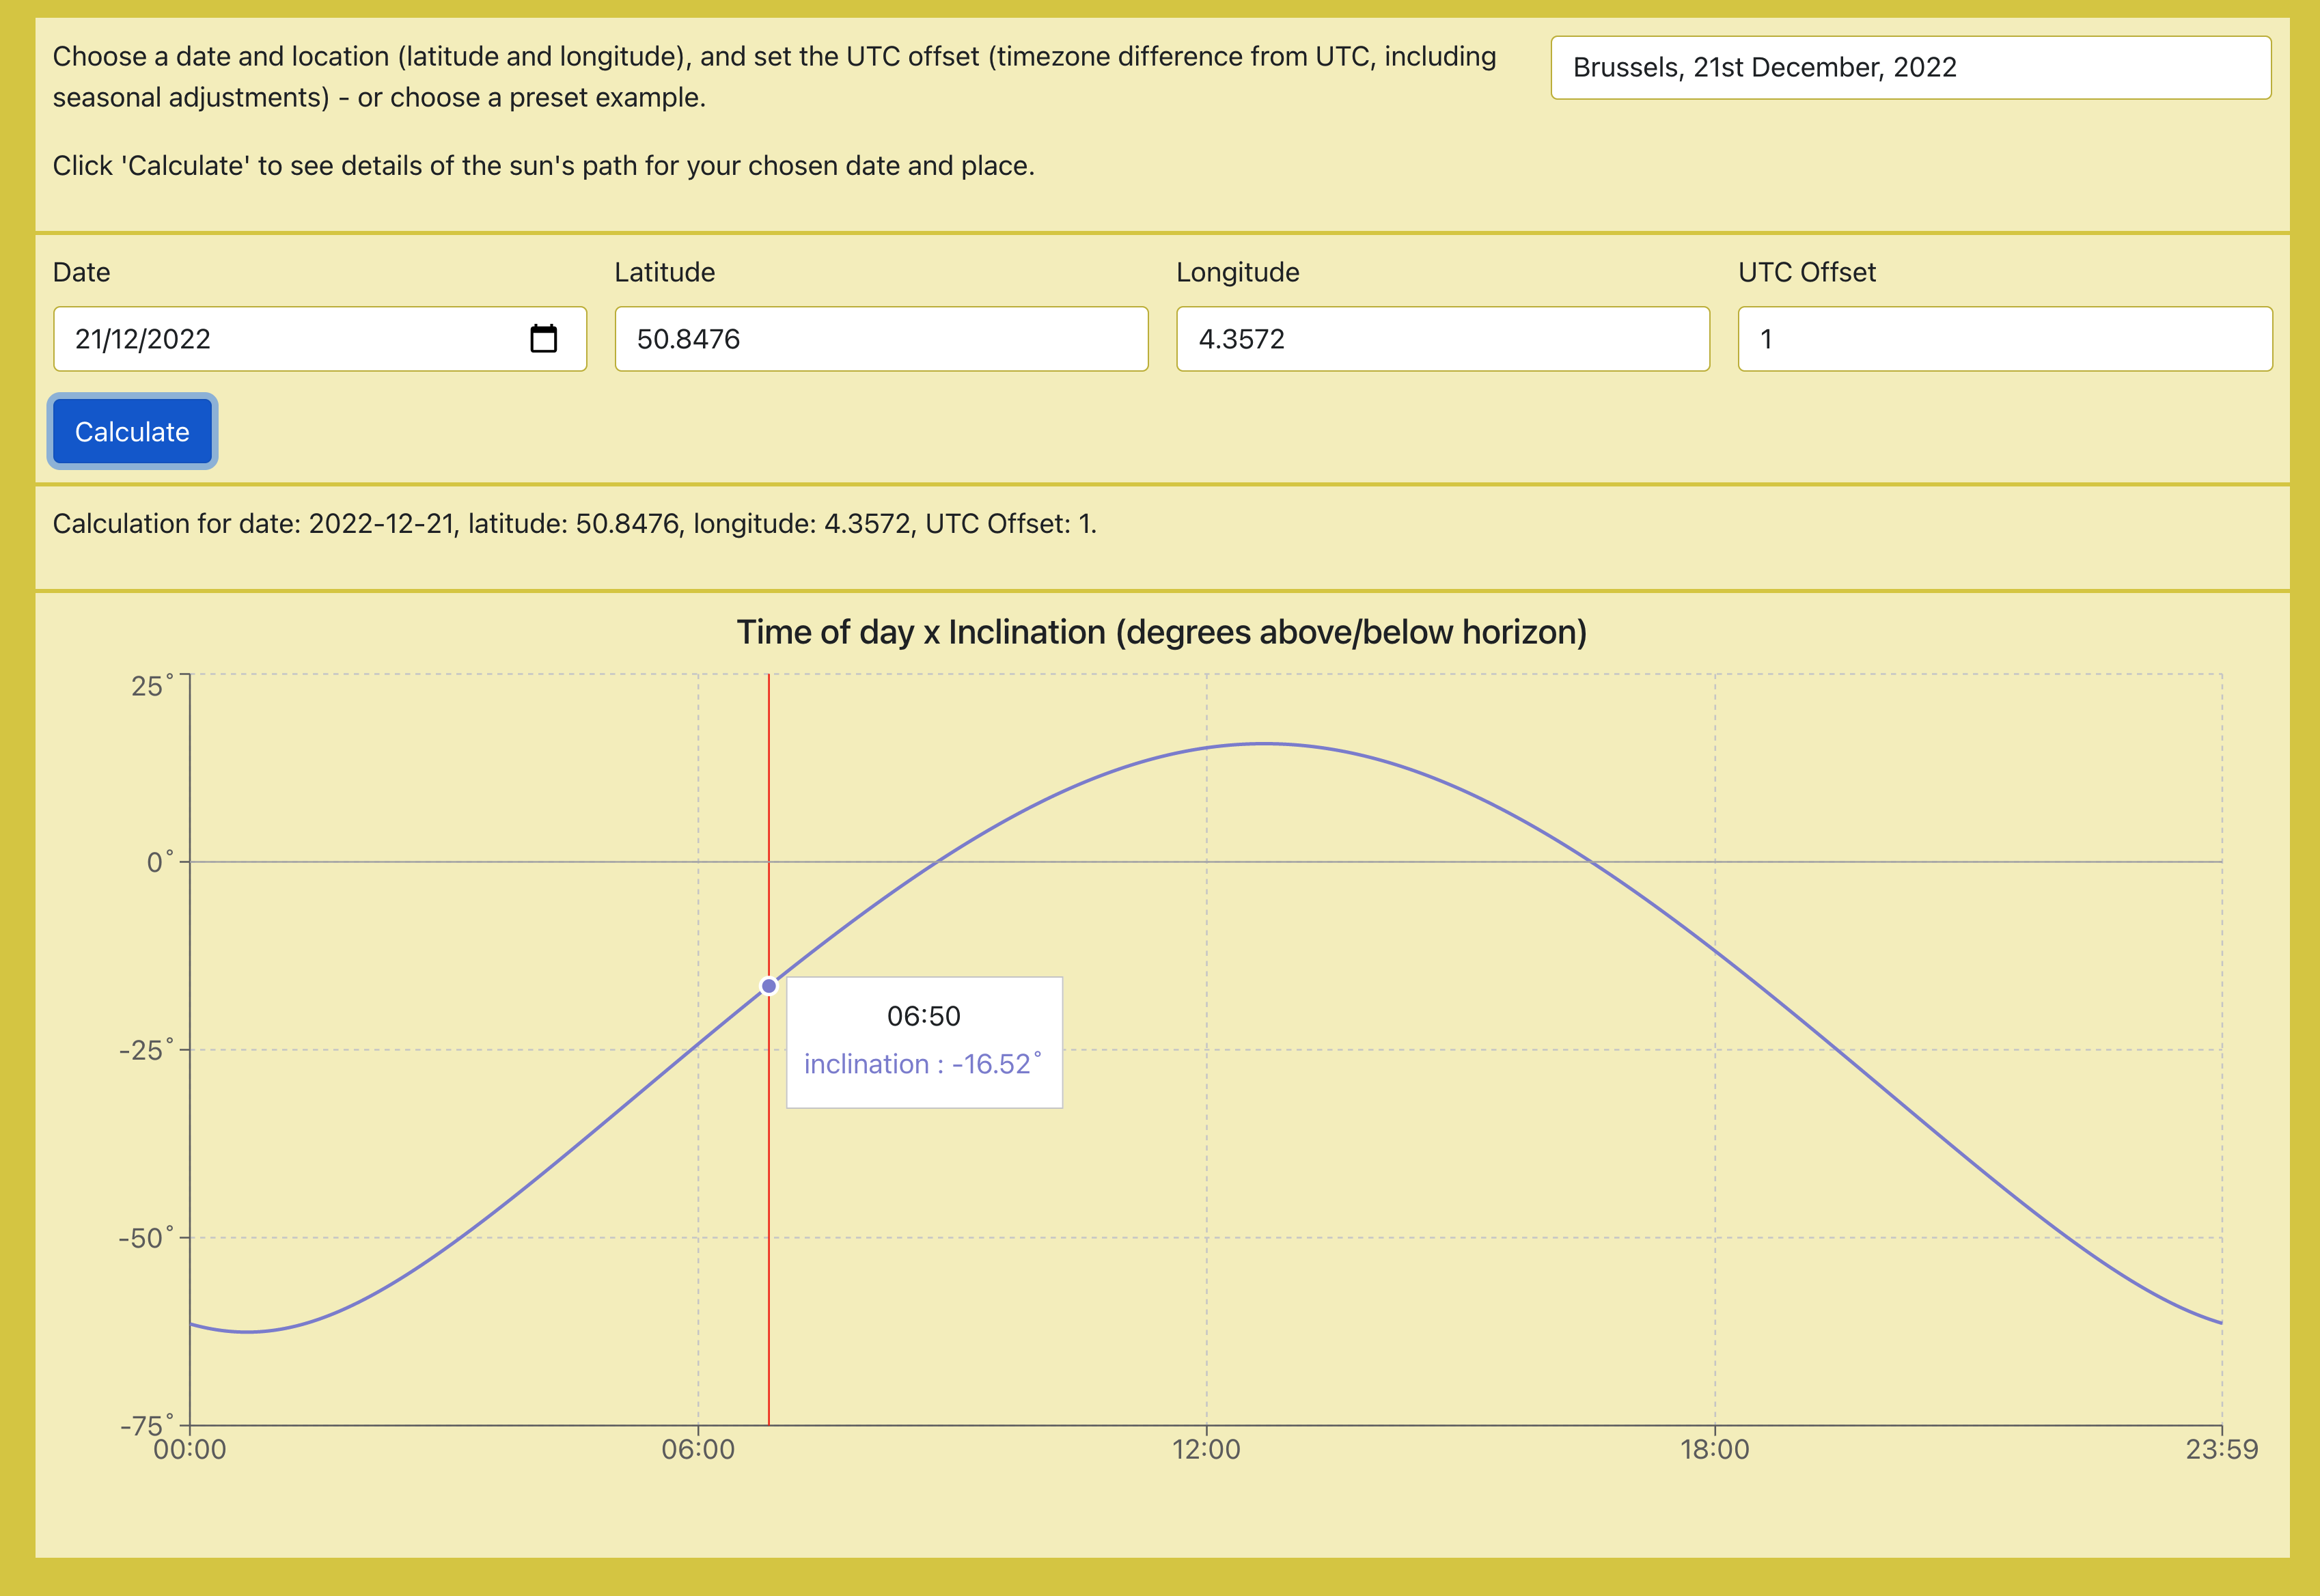 Choose a date and location (latitude and longitude), and set the UTC offset (timezone difference from UTC, including
seasonal adjustments) - or choose a preset example.
Brussels, 21st December, 2022
Click 'Calculate' to see details of the sun's path for your chosen date and place.
Date
Latitude
Longitude
UTC Offset
21/12/2022
50.8476
4.3572
1
Calculate
Calculation for date: 2022-12-21, latitude: 50.8476, longitude: 4.3572, UTC Offset: 1.
Time of day x Inclination (degrees above/below horizon)
25˚
0˚
-25˚
-50˚
-75˚
06:50
inclination : -16.52˚
00:00
06:00
12:00
18:00
23:59